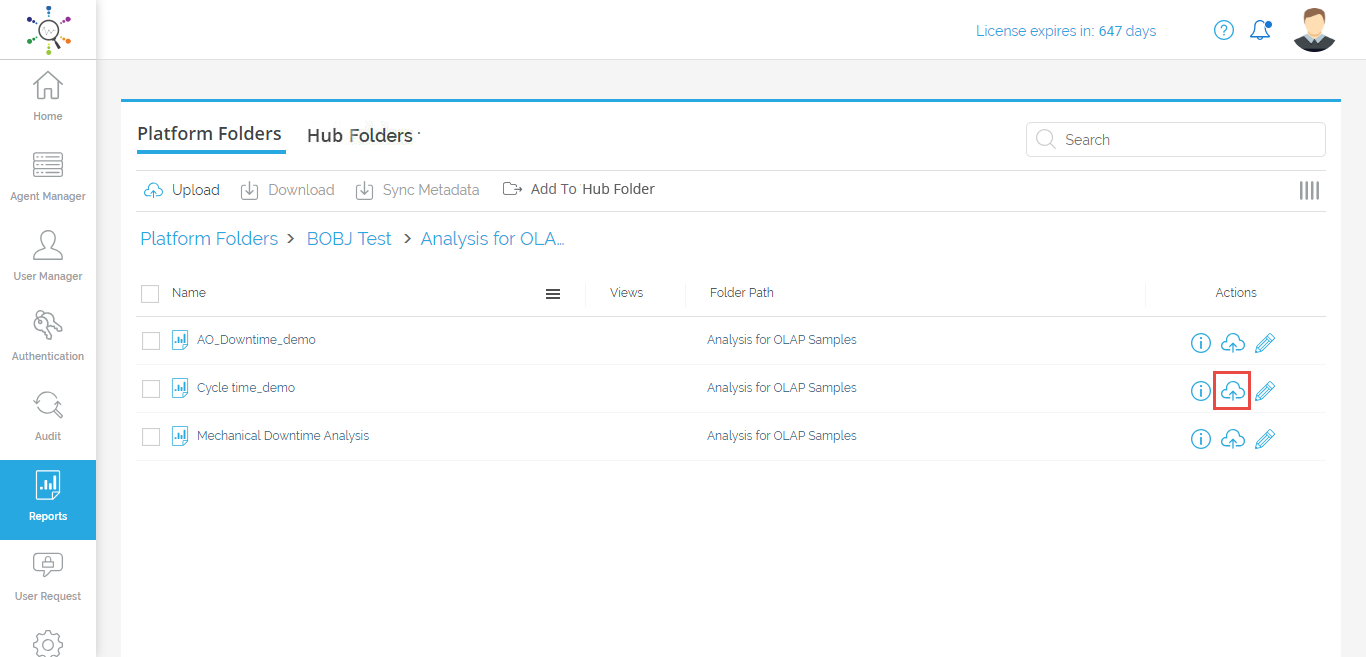 License expires in: 647 days
Home
Agent Manager
User Manager
Authentication
Audit
Reports
User Request
Platform Folders Hub Folders
Search
Upload Download Sync Metadata Add To Hub Folder
Platform Folders > BOBJ Test > Analysis for OLA...
Name Views Folder Path Actions
AO_Downtime_demo Analysis for OLAP Samples
Cycle time_demo Analysis for OLAP Samples
Mechanical Downtime Analysis Analysis for OLAP Samples